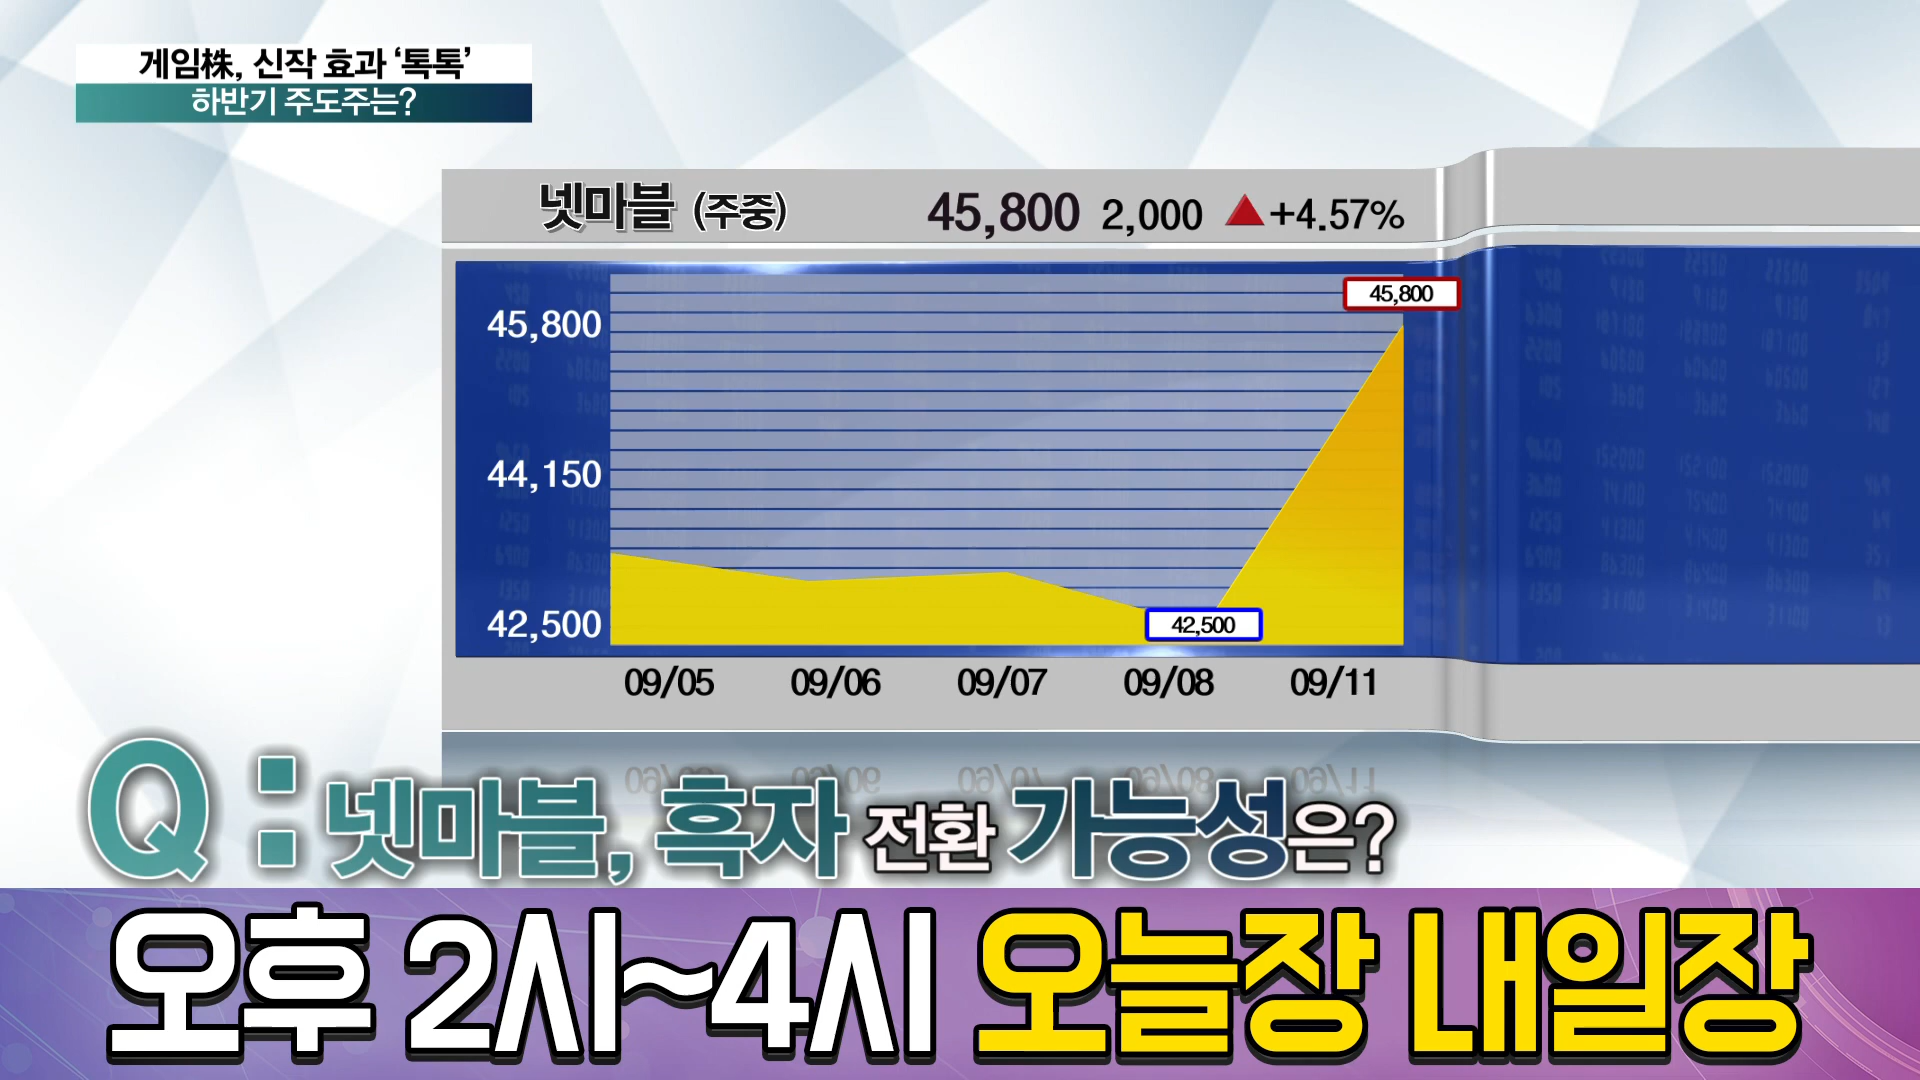 게임株, 신작 효과 ‘톡톡’
하반기 주도주는?
넷마블 (주중) 45,800 2,000 ▲+4.57%
45,800
45,800
44,150
42,500
42,500
09/05 09/06 09/07 09/08 09/11
Q : 넷마블, 흑자 전환 가능성은?
오후 2시~4시 오늘장 내일장